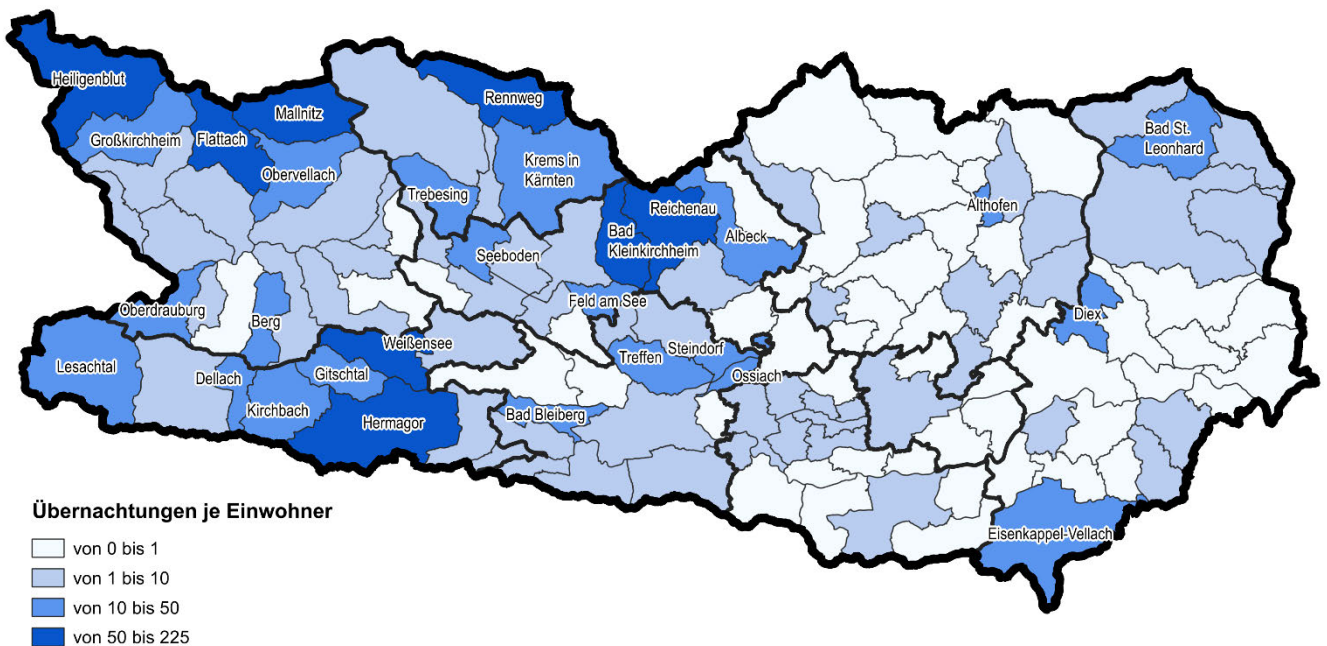 Heiligenblut
Mallnitz
Rennweg
Großkirchheim
Flattach
Obervellach
Krems in
Kärnten
Trebesing
Bad St.
Leonhard
Reichenau
Althofen
Bad
Kleinkirchheim
Albeck
Seeboden
Oberdrauburg
Berg
Feld am See
Diex
Weißensee
Treffen
Steindorf
Lesachtal
Dellach
Gitschtal
Ossiach
Kirchbach
Bad Bleiberg
Hermagor
Eisenkappel-Vellach
Übernachtungen je Einwohner
von 0 bis 1
von 1 bis 10
von 10 bis 50
von 50 bis 225